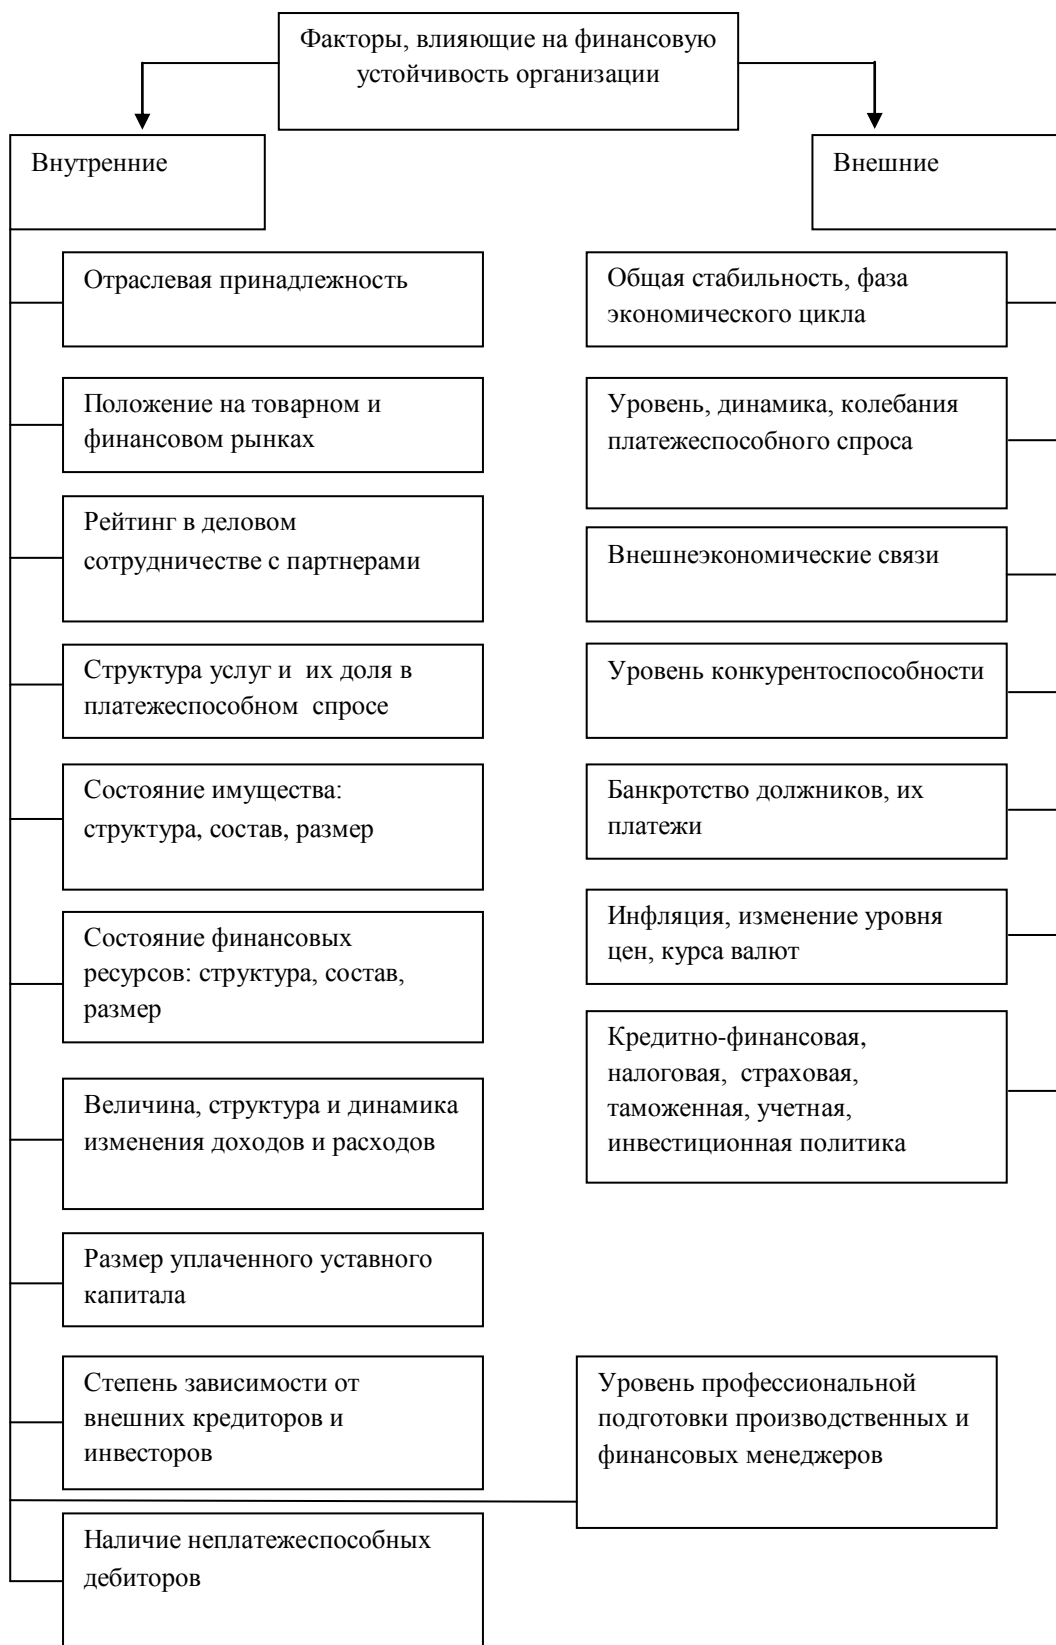 Факторы, влияющие на финансовую
устойчивость организации
Внутренние
Внешние
Отраслевая принадлежность
Положение на товарном и
финансовом рынках
Рейтинг в деловом
сотрудничестве с партнерами
Структура услуг и их доля в
платежеспособном спросе
Состояние имущества:
структура, состав, размер
Состояние финансовых
ресурсов: структура, состав,
размер
Величина, структура и динамика
изменения доходов и расходов
Размер уплаченного уставного
капитала
Степень зависимости от
внешних кредиторов и
инвесторов
Наличие неплатежеспособных
дебиторов
Общая стабильность, фаза
экономического цикла
Уровень, динамика, колебания
платежеспособного спроса
Внешнеэкономические связи
Уровень конкурентоспособности
Банкротство должников, их
платежи
Инфляция, изменение уровня
цен, курса валют
Кредитно-финансовая,
налоговая, страховая,
таможенная, учетная,
инвестиционная политика
Уровень профессиональной
подготовки производственных и
финансовых менеджеров